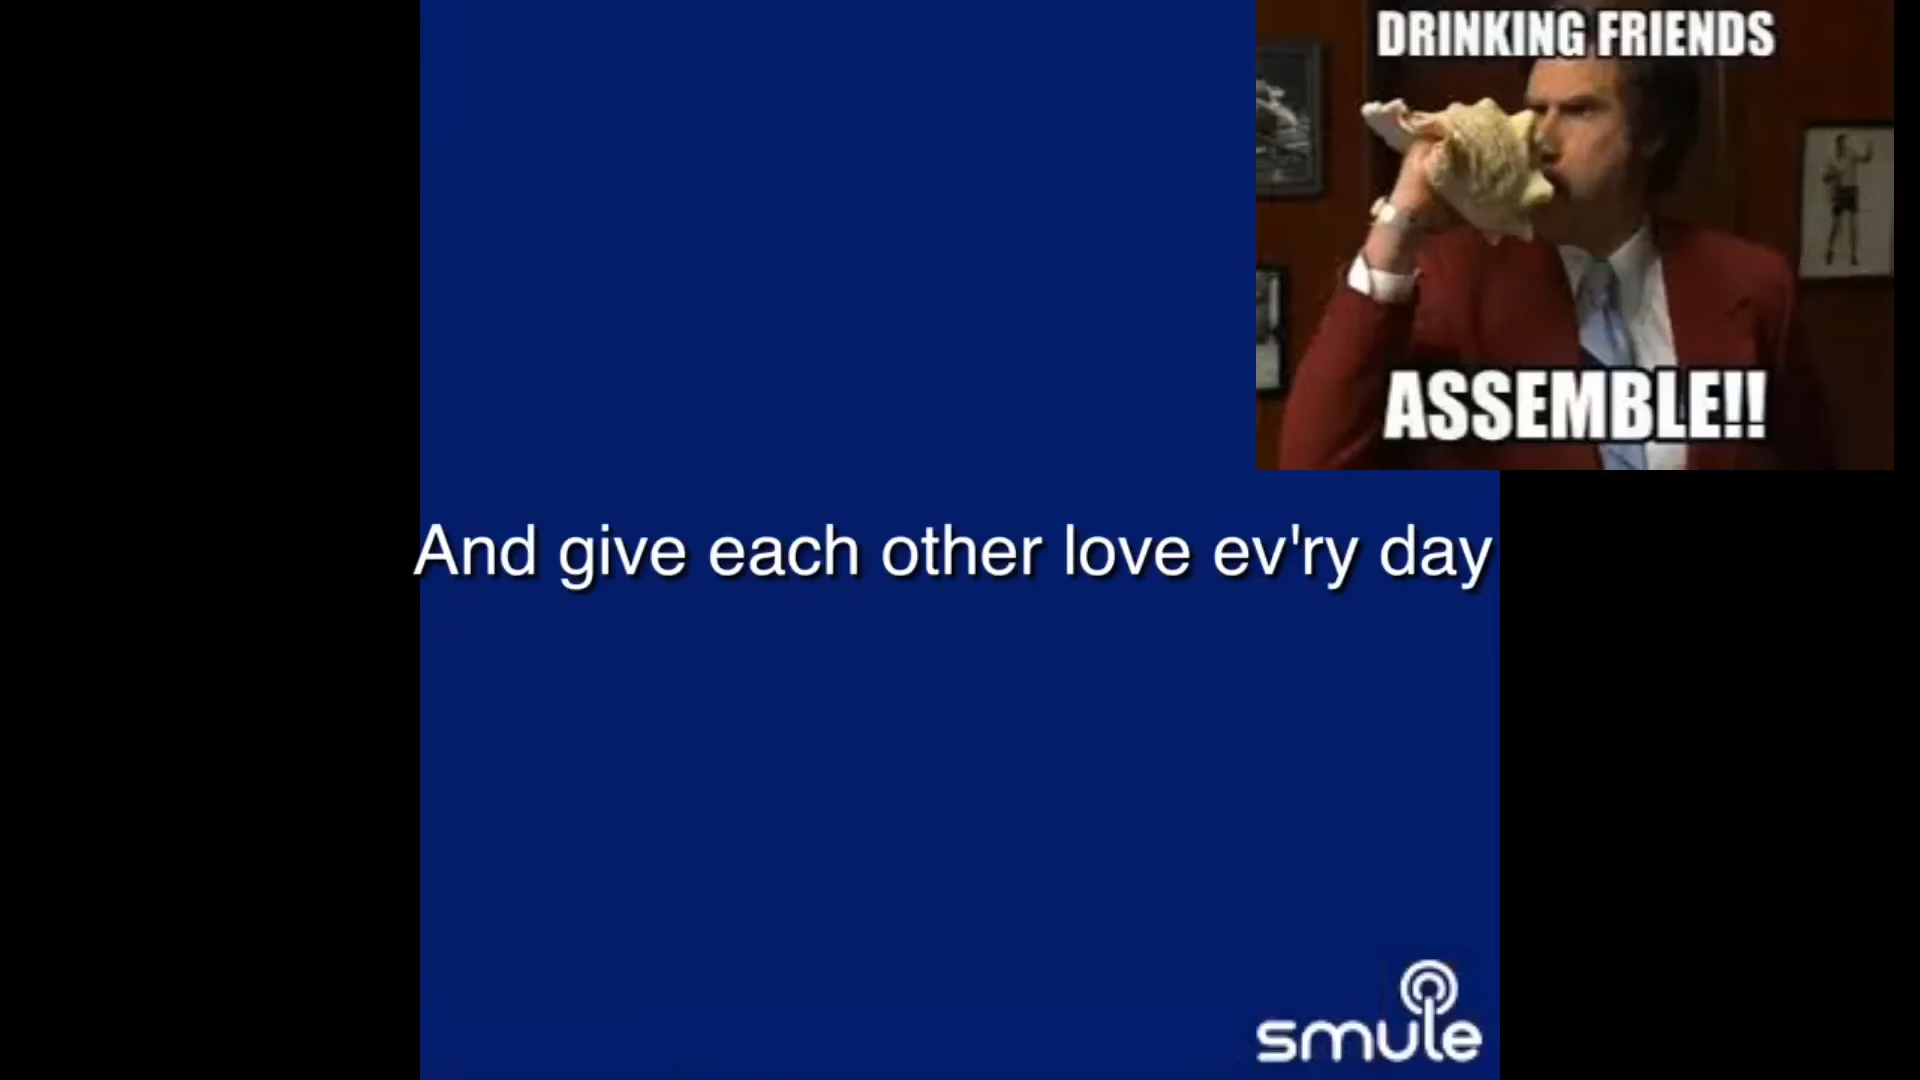 DRINKING FRIENDS
ASSEMBLE!!
And give each other love ev'ry day
smule